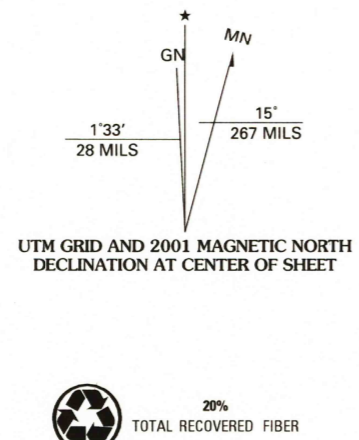 ★
MN
GN
1°33′
28 MILS
15°
267 MILS
UTM GRID AND 2001 MAGNETIC NORTH
DECLINATION AT CENTER OF SHEET
20%
TOTAL RECOVERED FIBER